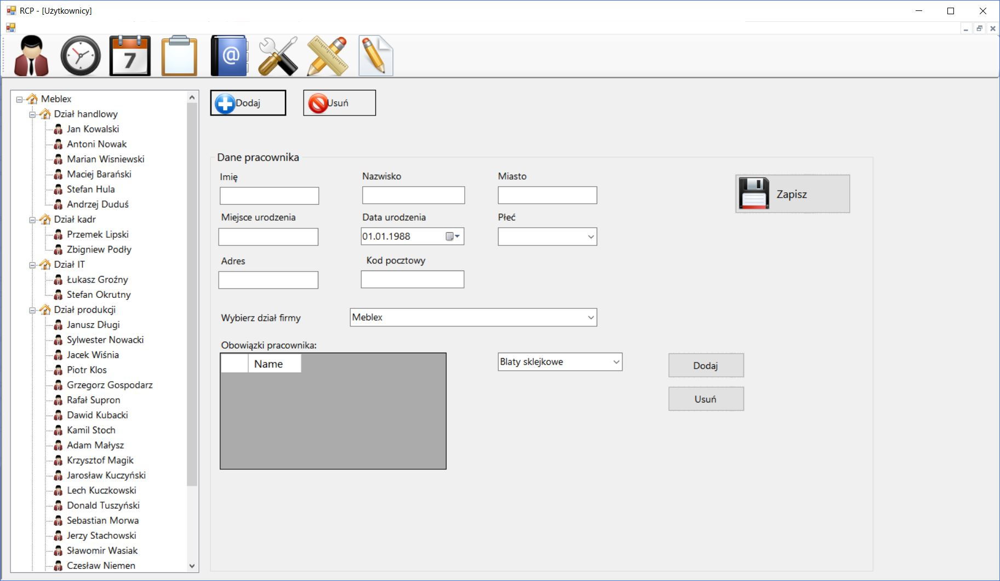 RCP - [Użytkownicy]
7
@
Meblex
Dział handlowy
Jan Kowalski
Antoni Nowak
Marian Wisniewski
Maciej Barański
Stefan Hula
Andrzej Duduś
Dział kadr
Przemek Lipski
Zbigniew Podły
Dział IT
Łukasz Groźny
Stefan Okrutny
Dział produkcji
Janusz Długi
Sylwester Nowacki
Jacek Wiśnia
Piotr Klos
Grzegorz Gospodarz
Rafał Supron
Dawid Kubacki
Kamil Stoch
Adam Małysz
Krzysztof Magik
Jarosław Kuczyński
Lech Kuczkowski
Donald Tuszyński
Sebastian Morwa
Jerzy Stachowski
Sławomir Wasiak
Czesław Niemen
Dodaj
Usuń
Dane pracownika
Imię
Nazwisko
Miasto
Zapisz
Miejsce urodzenia
Data urodzenia
Płeć
01.01.1988
Adres
Kod pocztowy
Wybierz dział firmy
Meblex
Obowiązki pracownika:
Name
Blaty sklejkowe
Dodaj
Usuń